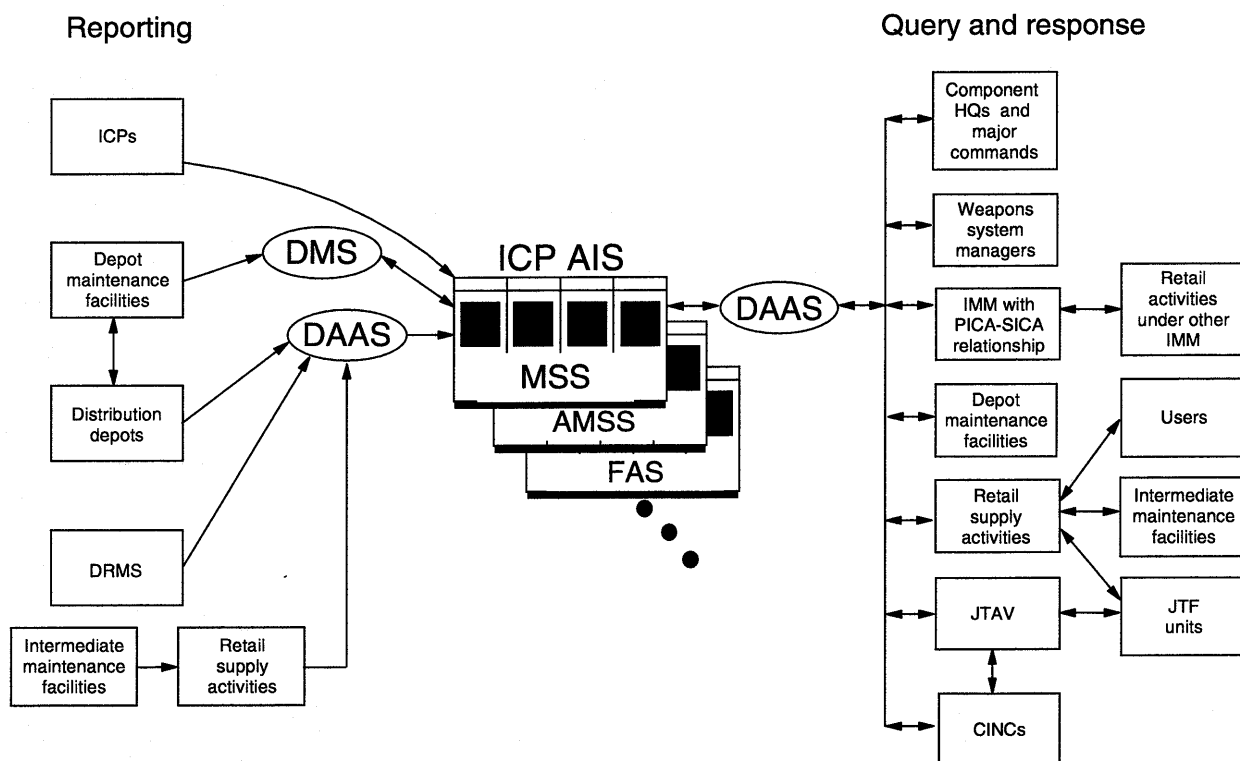 Reporting
Query and response
ICPs
Depot
maintenance
facilities
Distribution
depots
DRMS
Intermediate
maintenance
facilities
Retail
supply
activities
DMS
DAAS
ICP AIS
MSS
AMSS
FAS
DAAS
Component
HQs and
major
commands
Weapons
system
managers
IMM with
PICA-SICA
relationship
Retail
activities
under other
IMM
Depot
maintenance
facilities
Users
Retail
supply
activities
Intermediate
maintenance
facilities
JTAV
JTF
units
CINCs